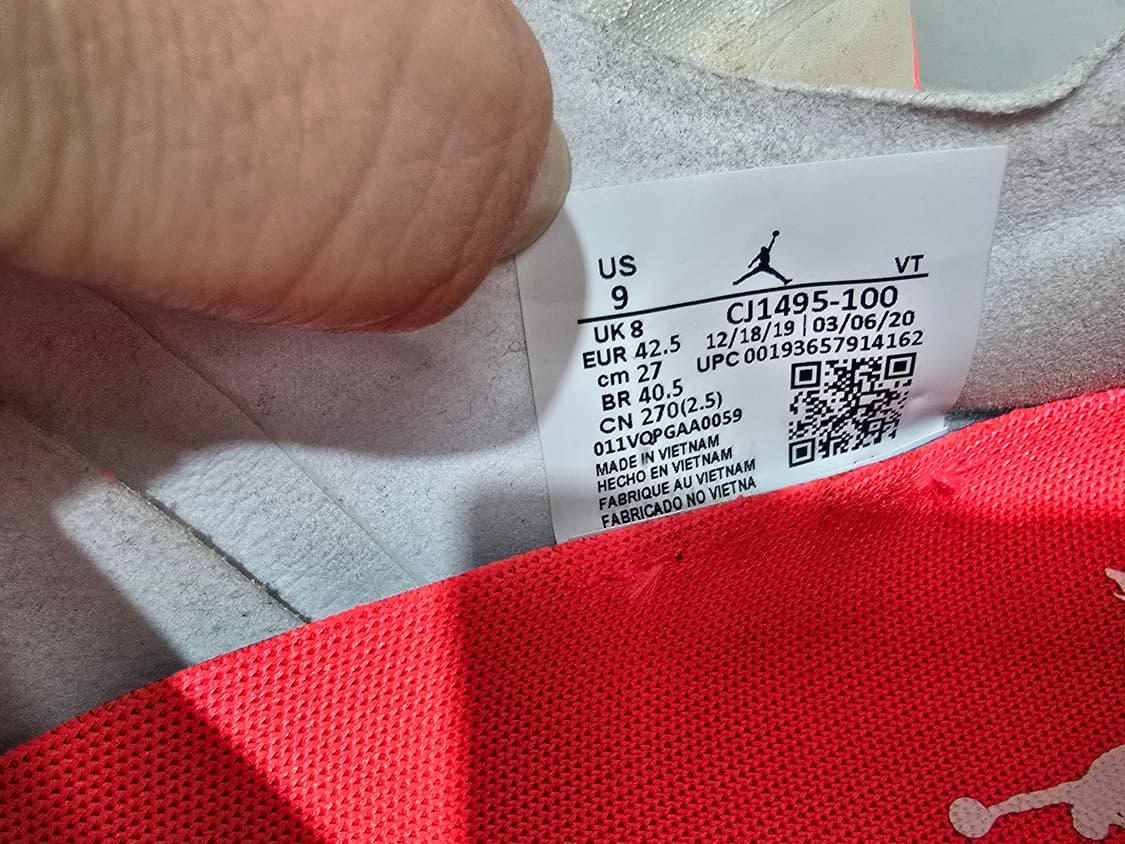 US VT
9 CJ1495-100
UK 8 12/18/19 | 03/06/20
EUR 42.5 UPC 00193657914162
cm 27
BR 40.5
CN 270(2.5)
011VQPGAA0059
MADE IN VIETNAM
HECHO EN VIETNAM
FABRIQUE AU VIETNAM
FABRICADO NO VIETNA